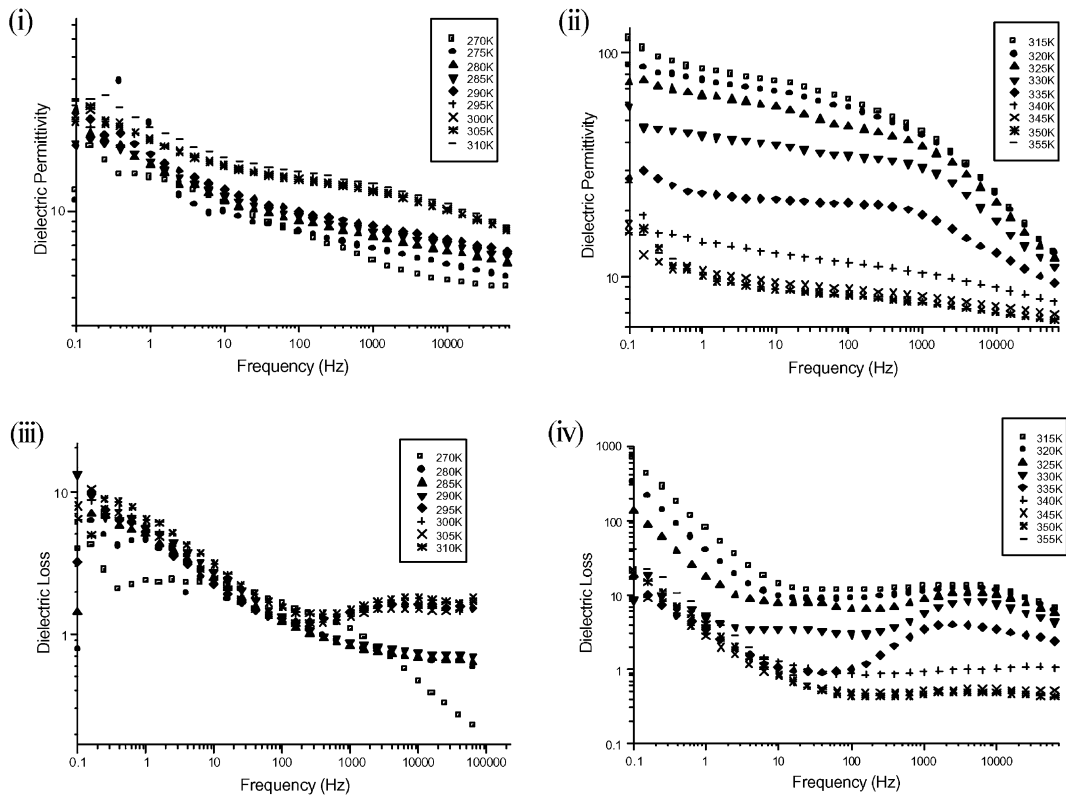 (i)
270K
275K
280K
285K
290K
295K
300K
305K
310K
Dielectric Permittivity
10
0.1
1
10
100
1000
10000
Frequency (Hz)
(ii)
315K
320K
325K
330K
335K
340K
345K
350K
355K
Dielectric Permittivity
100
10
0.1
1
10
100
1000
10000
Frequency (Hz)
(iii)
270K
280K
285K
290K
295K
300K
305K
310K
Dielectric Loss
10
1
0.1
1
10
100
1000
10000
100000
Frequency (Hz)
(iv)
315K
320K
325K
330K
335K
340K
345K
350K
355K
Dielectric Loss
1000
100
10
1
0.1
0.1
1
10
100
1000
10000
Frequency (Hz)